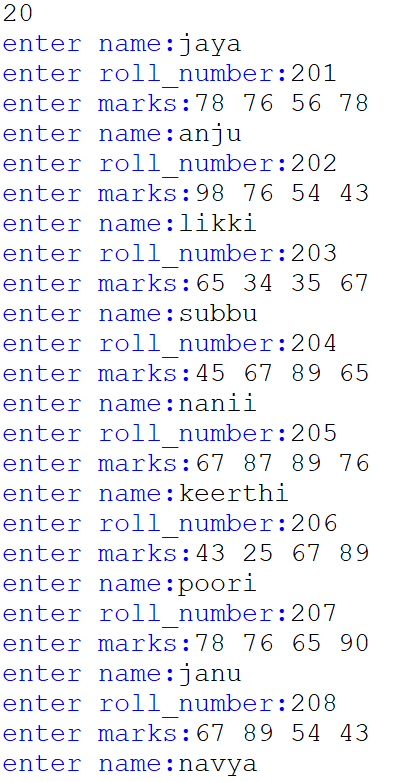 20
enter name:jaya
enter roll_number:201
enter marks:78 76 56 78
enter name:anju
enter roll_number:202
enter marks:98 76 54 43
enter name:likki
enter roll_number:203
enter marks:65 34 35 67
enter name:subbu
enter roll_number:204
enter marks:45 67 89 65
enter name:nanii
enter roll_number:205
enter marks:67 87 89 76
enter name:keerthi
enter roll_number:206
enter marks:43 25 67 89
enter name:poori
enter roll_number:207
enter marks:78 76 65 90
enter name:janu
enter roll_number:208
enter marks:67 89 54 43
enter name:navya